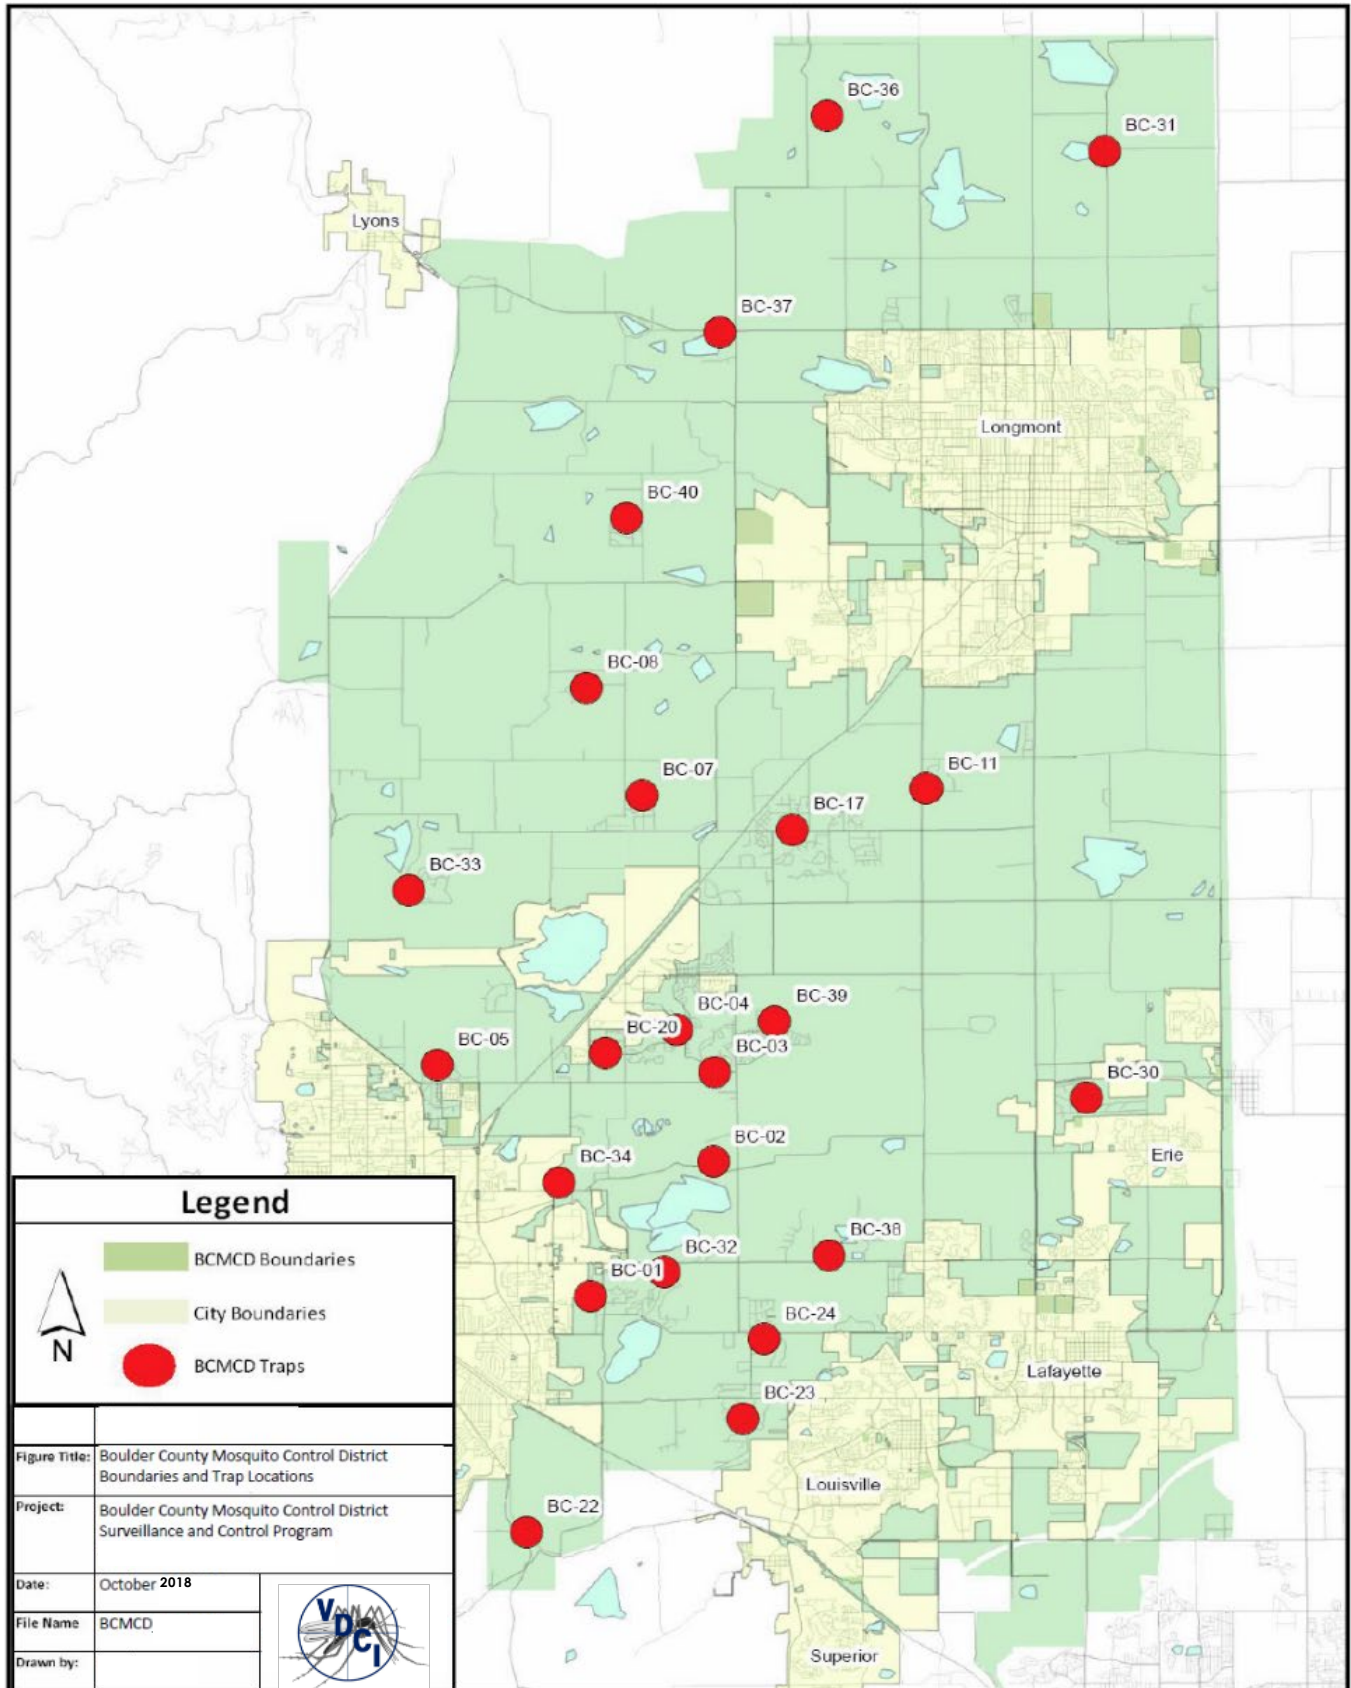 BC-36
BC-31
Lyons
BC-37
Longmont
BC-40
BC-08
BC-07
BC-11
BC-17
BC-33
BC-04
BC-39
BC-20
BC-05
BC-03
BC-30
BC-02
Erie
BC-34
BC-38
BC-32
BC-01
BC-24
Lafayette
BC-23
Louisville
BC-22
Superior
Legend
BCMCD Boundaries
City Boundaries
BCMCD Traps
N
Figure Title: Boulder County Mosquito Control District
Boundaries and Trap Locations
Project: Boulder County Mosquito Control District
Surveillance and Control Program
Date: October 2018
File Name BCMCD
Drawn by:
VDCI